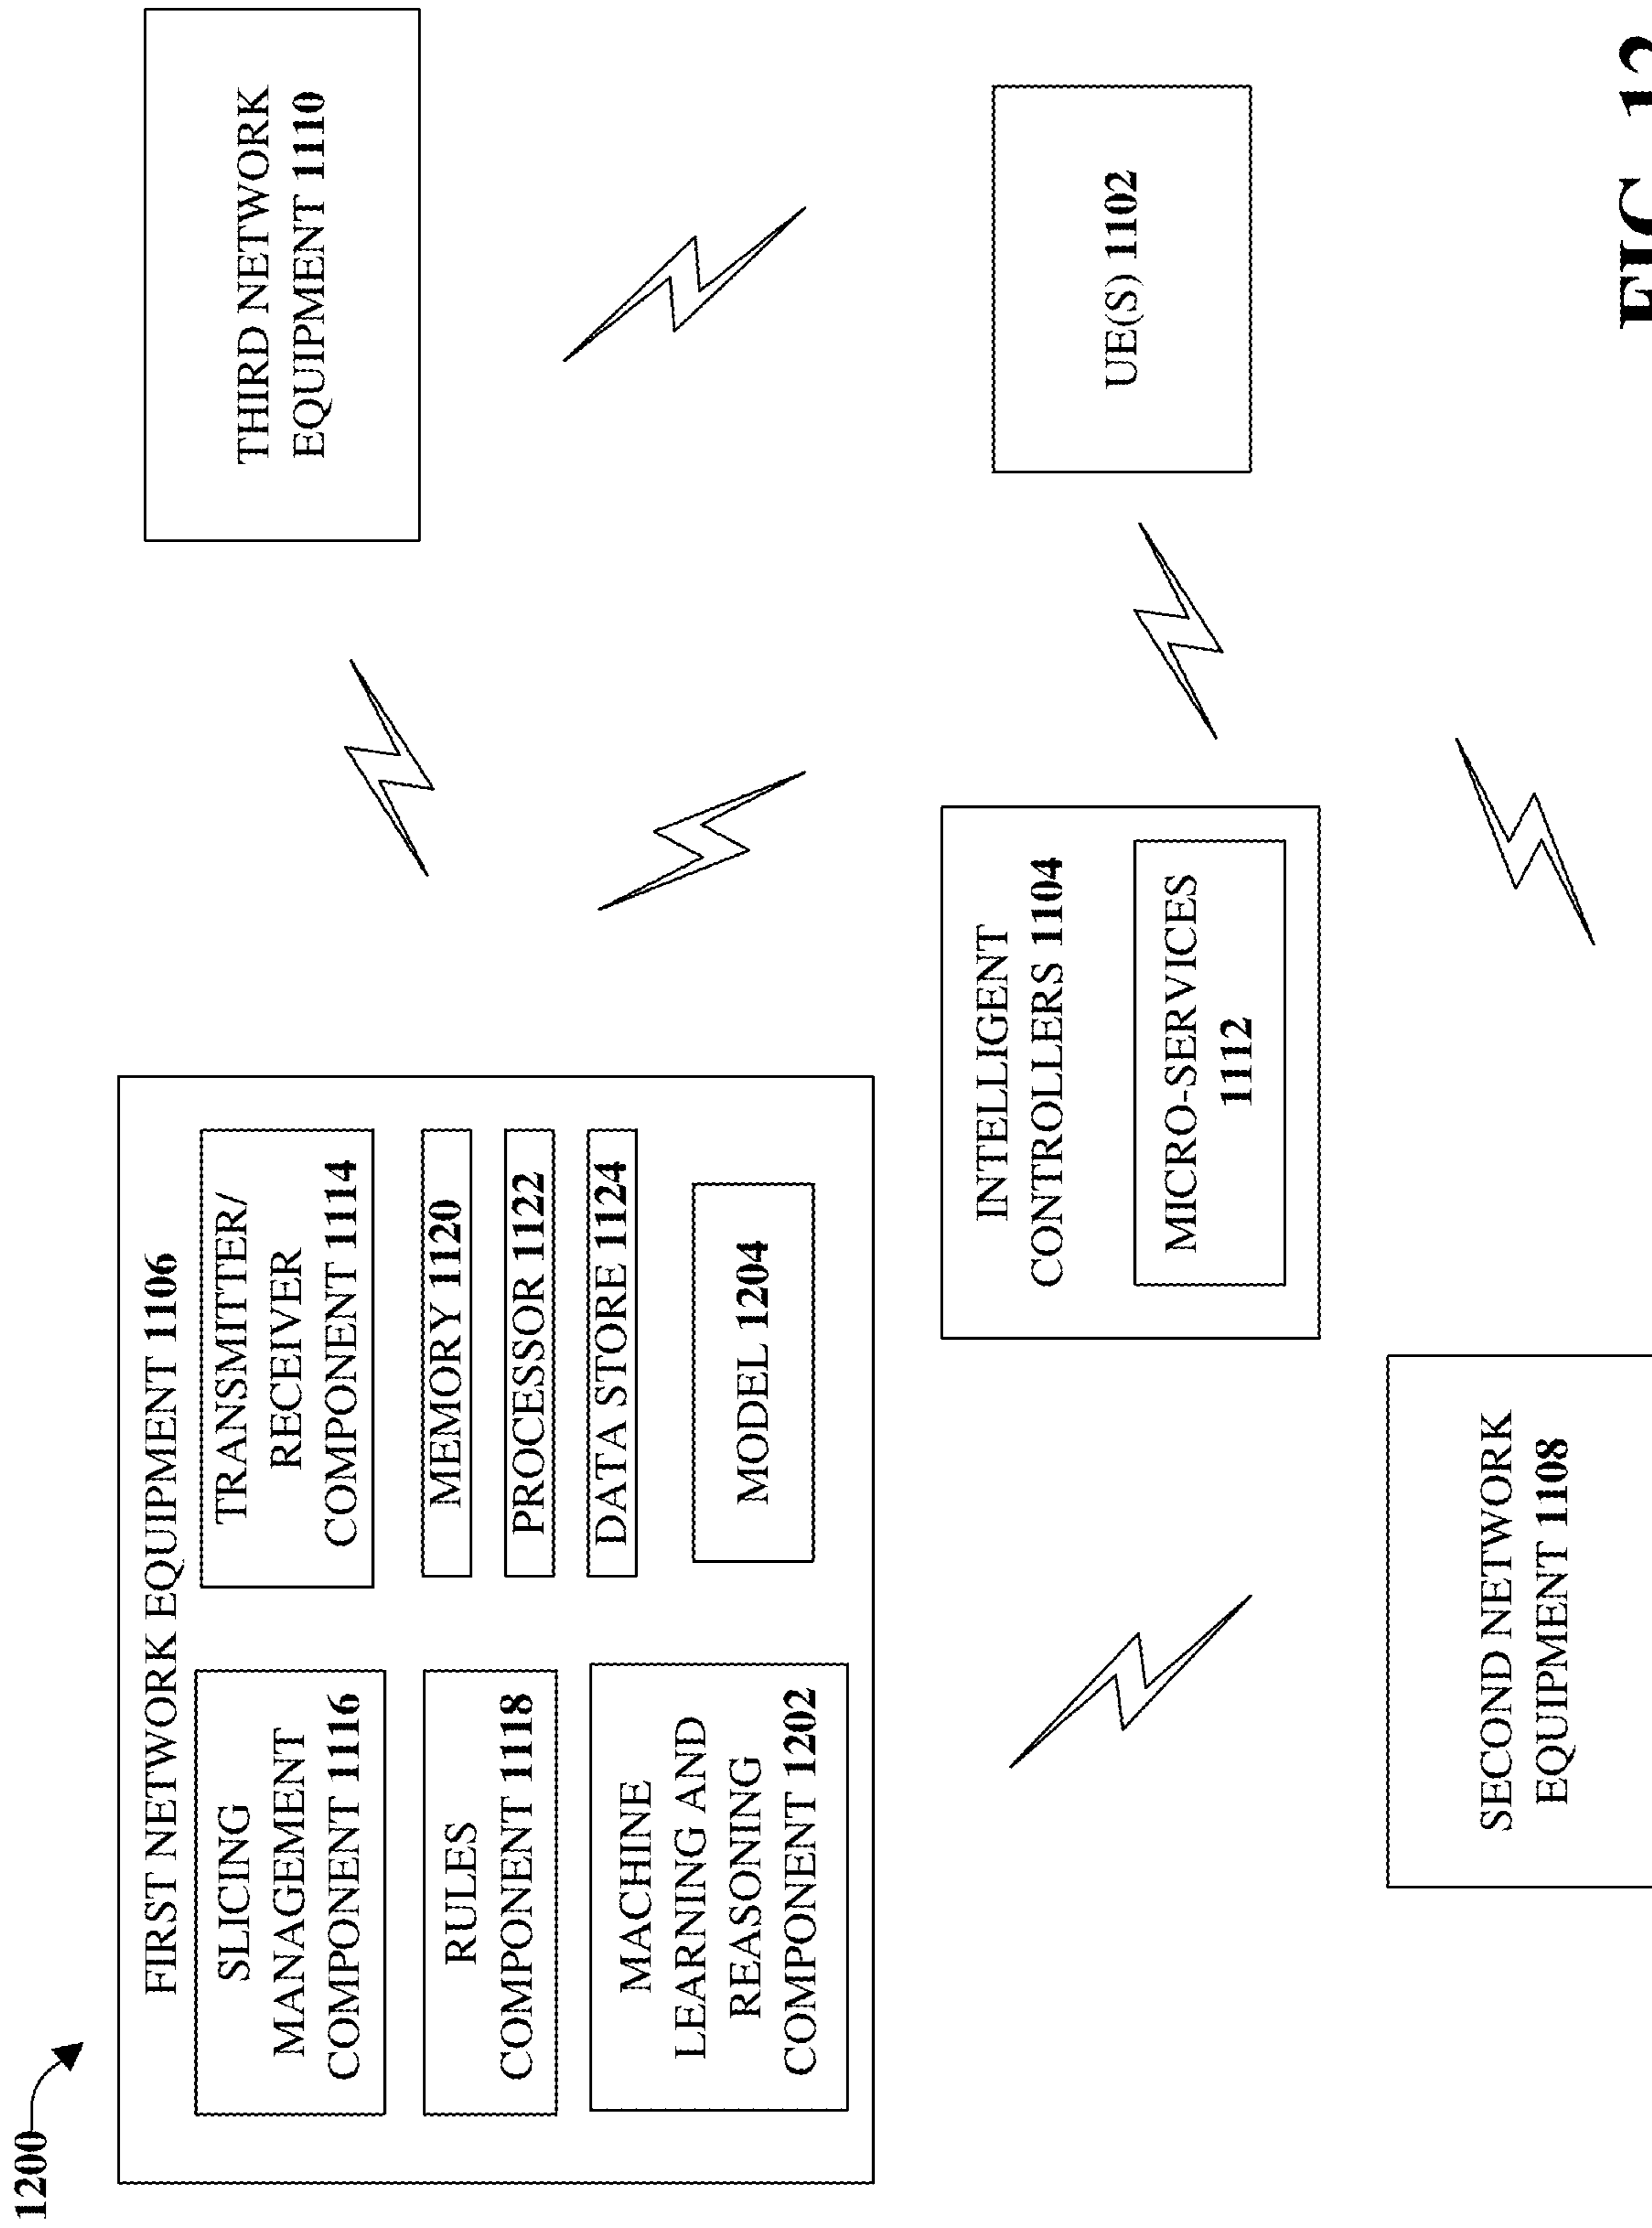 1200
FIRST NETWORK EQUIPMENT 1106
SLICING
MANAGEMENT
COMPONENT 1116
TRANSMITTER/
RECEIVER
COMPONENT 1114
RULES
COMPONENT 1118
MEMORY 1120
PROCESSOR 1122
DATA STORE 1124
MACHINE
LEARNING AND
REASONING
COMPONENT 1202
MODEL 1204
THIRD NETWORK
EQUIPMENT 1110
INTELLIGENT
CONTROLLERS 1104
MICRO-SERVICES
1112
UE(S) 1102
SECOND NETWORK
EQUIPMENT 1108
FIG. 12